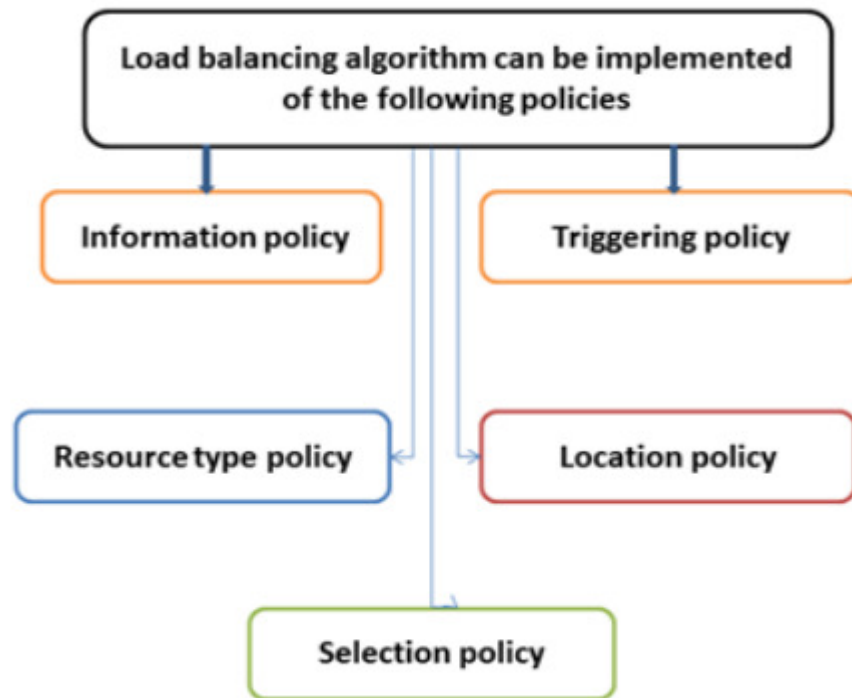 Load balancing algorithm can be implemented
of the following policies
Information policy
Triggering policy
Resource type policy
Location policy
Selection policy